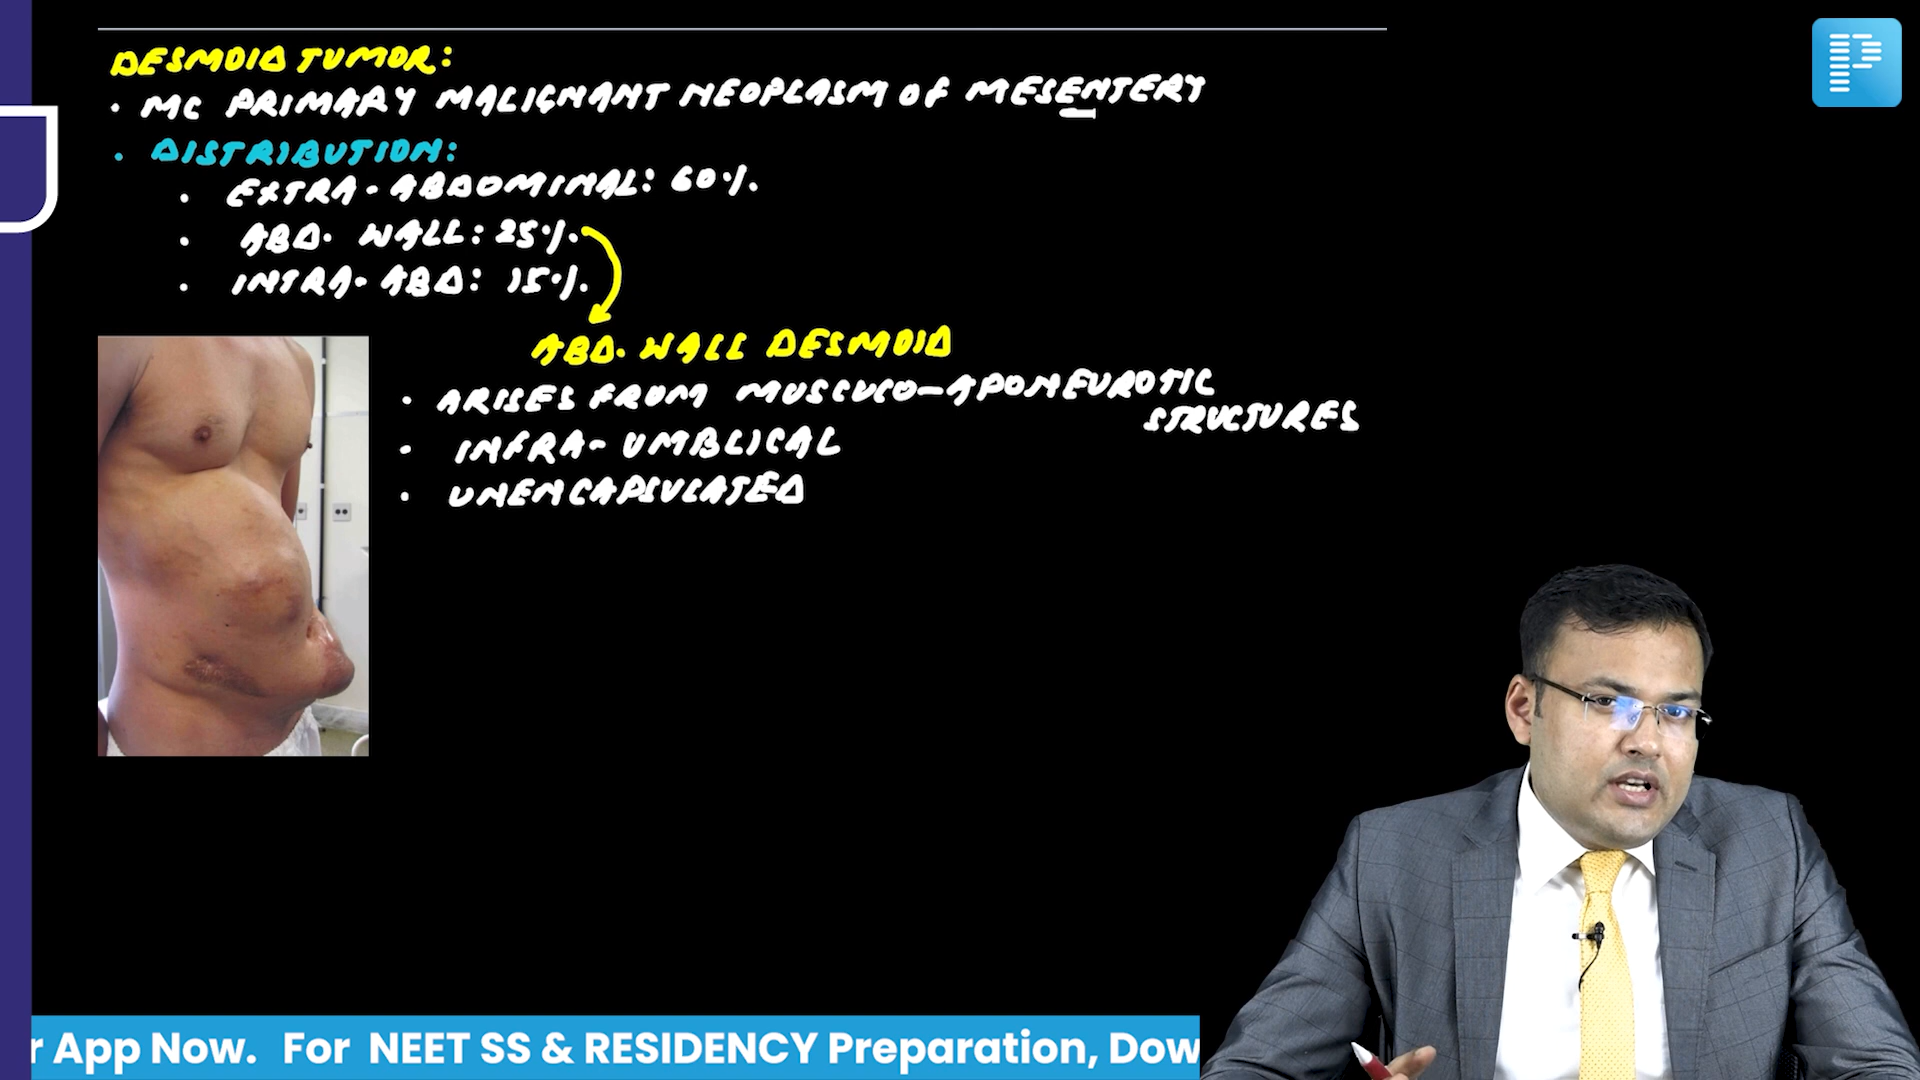 DESMOID TUMOR:
• MC PRIMARY MALIGNANT NEOPLASM OF MESENTERY
• DISTRIBUTION:
• EXTRA-ABDOMINAL: 60%.
• ABD. WALL: 25%.
• INTRA-ABD: 15%.
ABD. WALL DESMOID
• ARISES FROM MUSCULO-APONEUROTIC
STRUCTURES
• INFRA-UMBLICAL
• UNENCAPSULATED
r App Now. For NEET SS & RESIDENCY Preparation, Dow